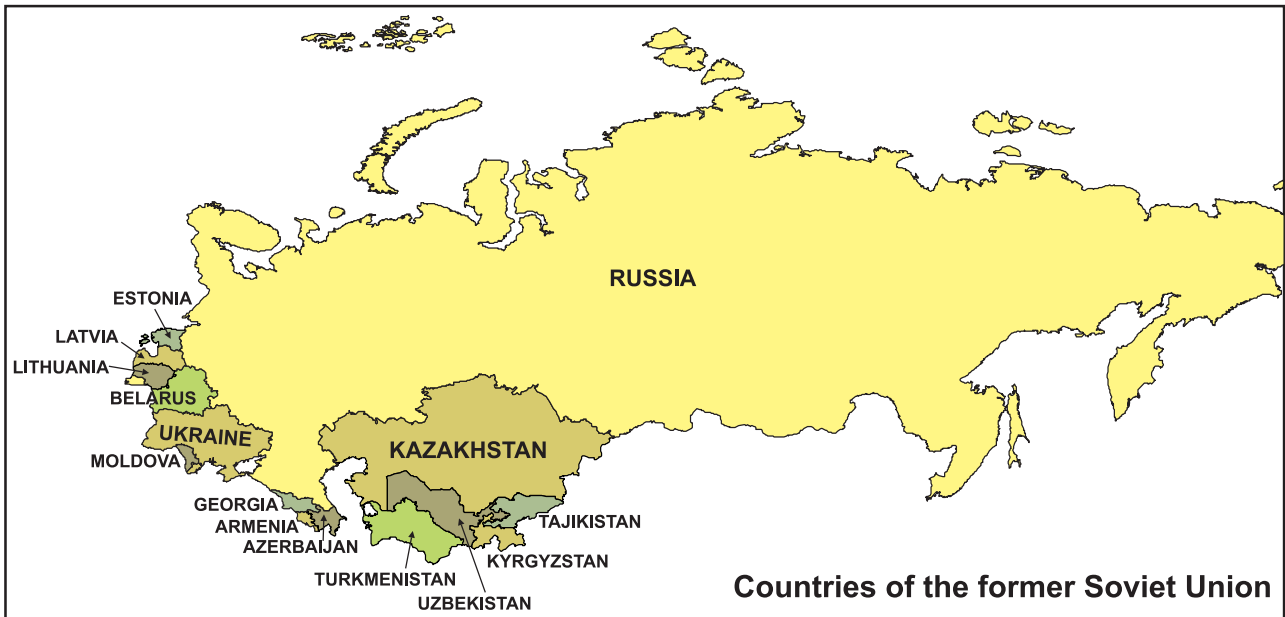 RUSSIA
ESTONIA
LATVIA
LITHUANIA
BELARUS
UKRAINE
KAZAKHSTAN
MOLDOVA
GEORGIA
ARMENIA
AZERBAIJAN
TAJIKISTAN
KYRGYZSTAN
TURKMENISTAN
UZBEKISTAN
Countries of the former Soviet Union